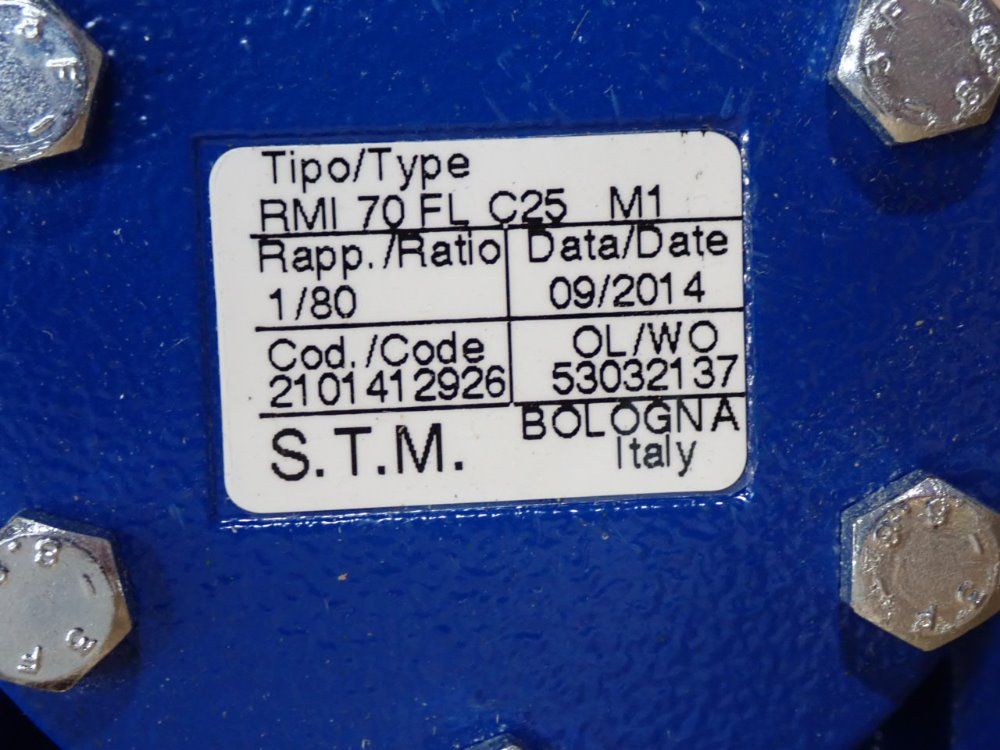 Tipo/Type
RMI 70 FL C25 M1
Rapp./Ratio Data/Date
1/80 09/2014
Cod./Code OL/WO
2101412926 53032137
S.T.M. BOLOGNA
Italy